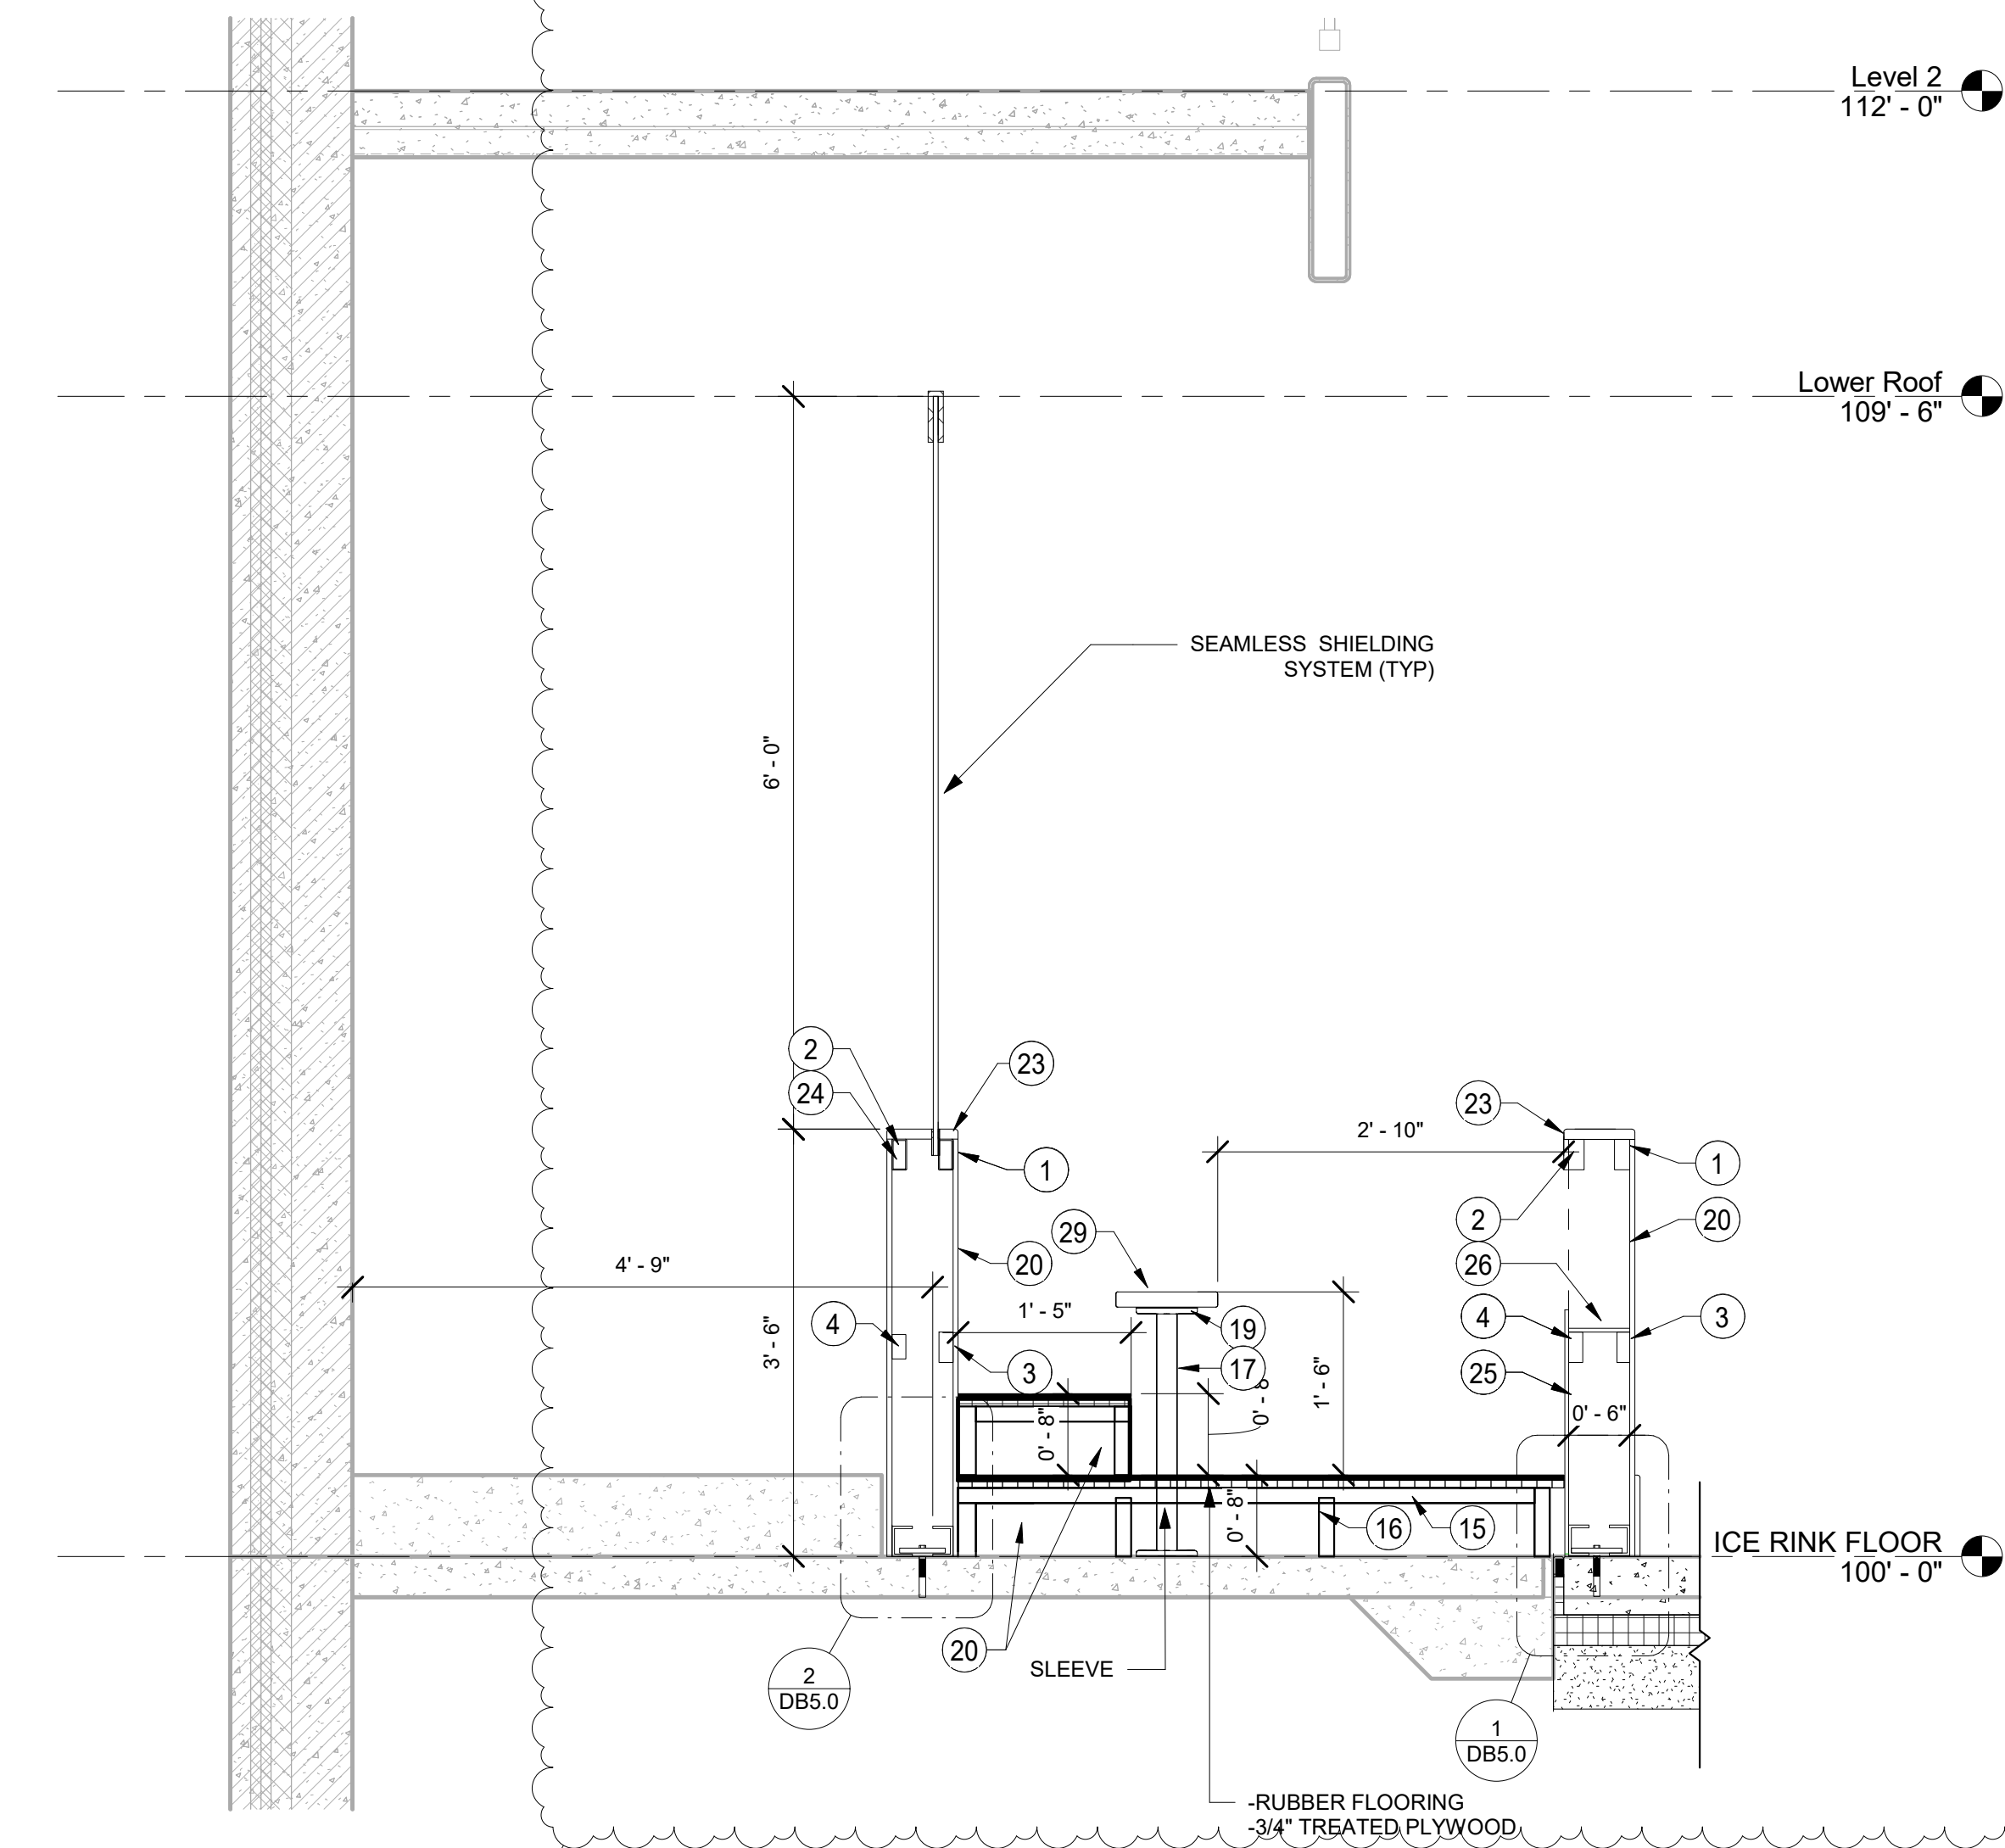 Level 2
112' - 0"
Lower Roof
109' - 6"
SEAMLESS SHIELDING
SYSTEM (TYP)
6' - 0"
2
23
24
23
2' - 10"
1
1
2
20
29
20
26
4' - 9"
1' - 5"
4
19
4
3
3' - 6"
17
3
1' - 6"
25
0' - 8"
0' - 6"
0' - 8"
0' - 8"
16
15
ICE RINK FLOOR
100' - 0"
20
SLEEVE
2
DB5.0
1
DB5.0
-RUBBER FLOORING
-3/4" TREATED PLYWOOD